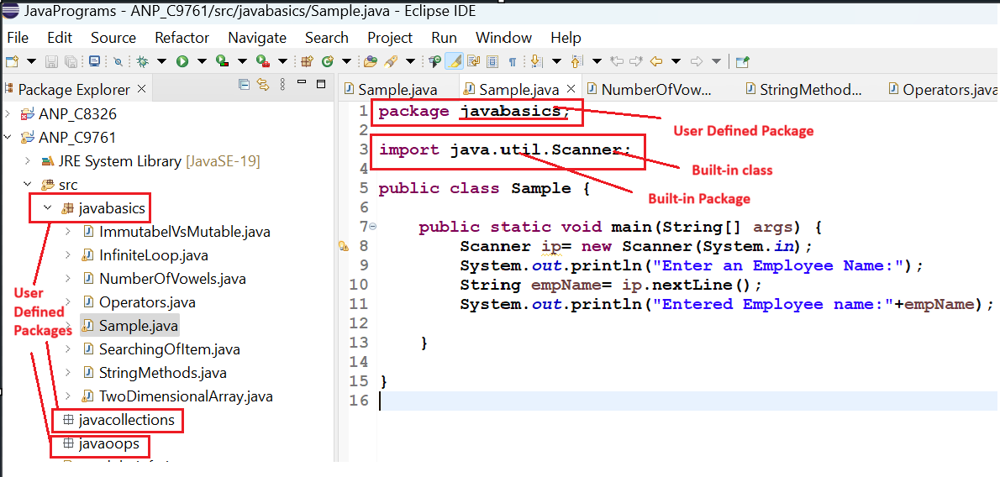 JavaPrograms - ANP_C9761/src/javabasics/Sample.java - Eclipse IDE
File Edit Source Refactor Navigate Search Project Run Window Help
Package Explorer
ANP_C8326
ANP_C9761
JRE System Library [JavaSE-19]
src
javabasics
ImmutabelVsMutable.java
InfiniteLoop.java
NumberOfVowels.java
Operators.java
Sample.java
SearchingOfItem.java
StringMethods.java
TwoDimensionalArray.java
javacollections
javaoops
User
Defined
Packages
Sample.java Sample.java NumberOfVow... StringMethod... Operators.java
1 package javabasics;
2
3 import java.util.Scanner;
4
5 public class Sample {
6
7 public static void main(String[] args) {
8 Scanner ip= new Scanner(System.in);
9 System.out.println("Enter an Employee Name:");
10 String empName= ip.nextLine();
11 System.out.println("Entered Employee name:"+empName);
12
13 }
14
15 }
16
User Defined Package
Built-in class
Built-in Package